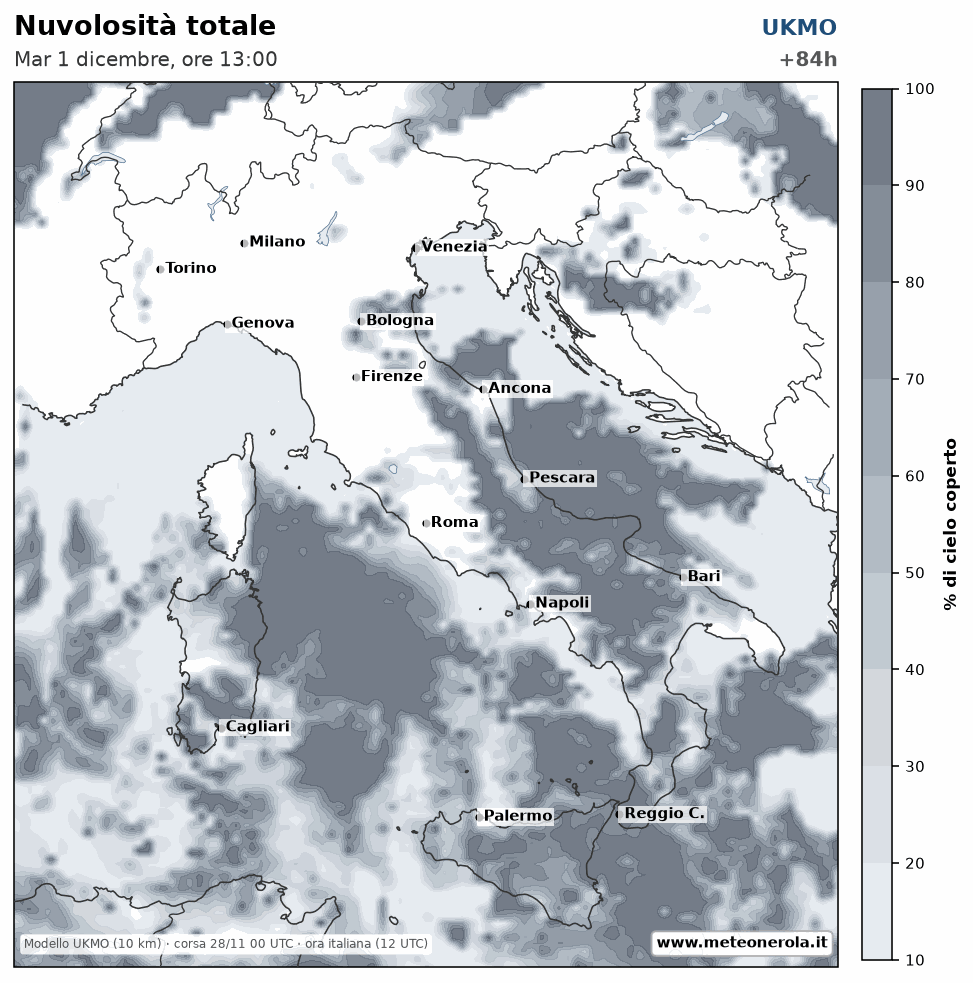 Nuvolosità totale
UKMO
Mar 1 dicembre, ore 13:00
+84h
100
90
80
70
60
50
40
30
20
10
% di cielo coperto
Milano
Venezia
Torino
Bologna
Genova
Firenze
Ancona
Pescara
Roma
Bari
Napoli
Cagliari
Palermo
Reggio C.
Modello UKMO (10 km) · corsa 28/11 00 UTC · ora italiana (12 UTC)
www.meteonerola.it